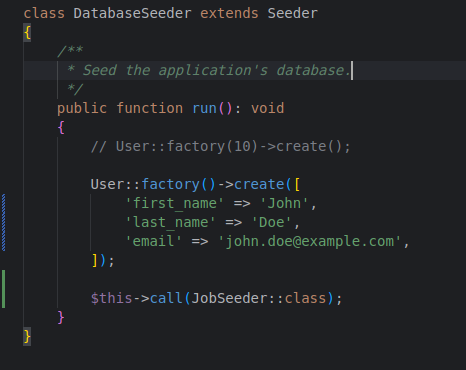 class DatabaseSeeder extends Seeder
{
    /**
     * Seed the application's database.
     */
    public function run(): void
    {
        // User::factory(10)->create();

        User::factory()->create([
            'first_name' => 'John',
            'last_name' => 'Doe',
            'email' => 'john.doe@example.com',
        ]);

        $this->call(JobSeeder::class);
    }
}